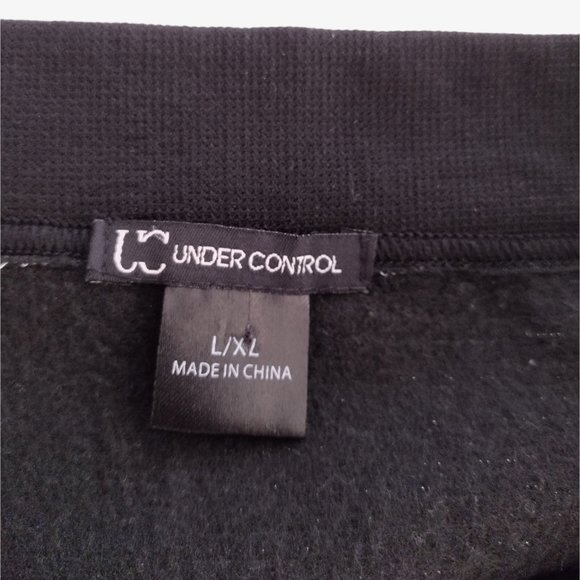 UC UNDER CONTROL
L/XL
MADE IN CHINA